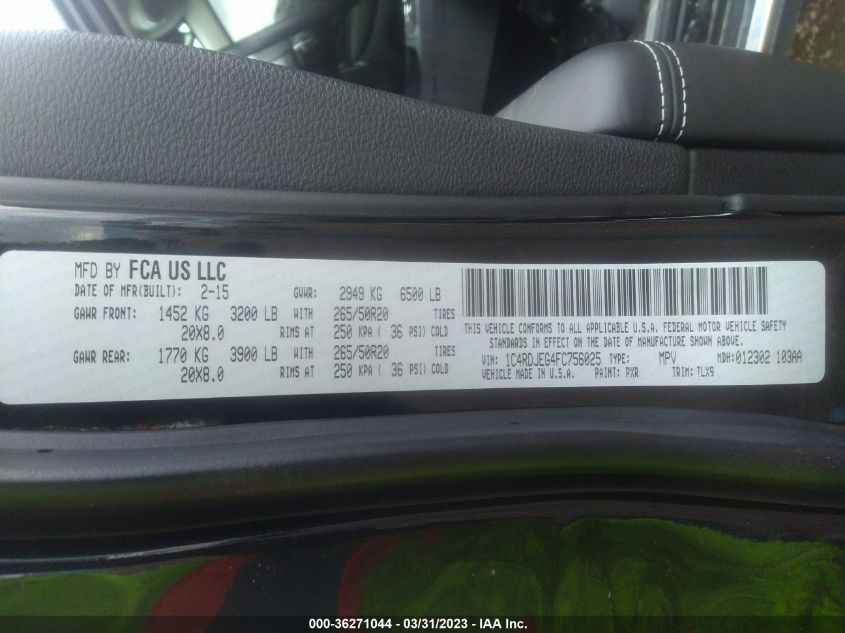 MFD BY FCA US LLC
DATE OF MFR(BUILT): 2-15 GVWR: 2949 KG 6500 LB
GAWR FRONT: 1452 KG 3200 LB WITH 265/50R20 TIRES
20X8.0 RIMS AT 250 KPA ( 36 PSI) COLD
GAWR REAR: 1770 KG 3900 LB WITH 265/50R20 TIRES
20X8.0 RIMS AT 250 KPA ( 36 PSI) COLD
THIS VEHICLE CONFORMS TO ALL APPLICABLE U.S.A. FEDERAL MOTOR VEHICLE SAFETY
STANDARDS IN EFFECT ON THE DATE OF MANUFACTURE SHOWN ABOVE.
VIN: 1C4RDJEG4FC756025 TYPE: MPV MDH:012302 103AA
VEHICLE MADE IN U.S.A. PAINT: PXR TRIM: TLX9
000-36271044 / 03/31/2023 - IAA Inc.